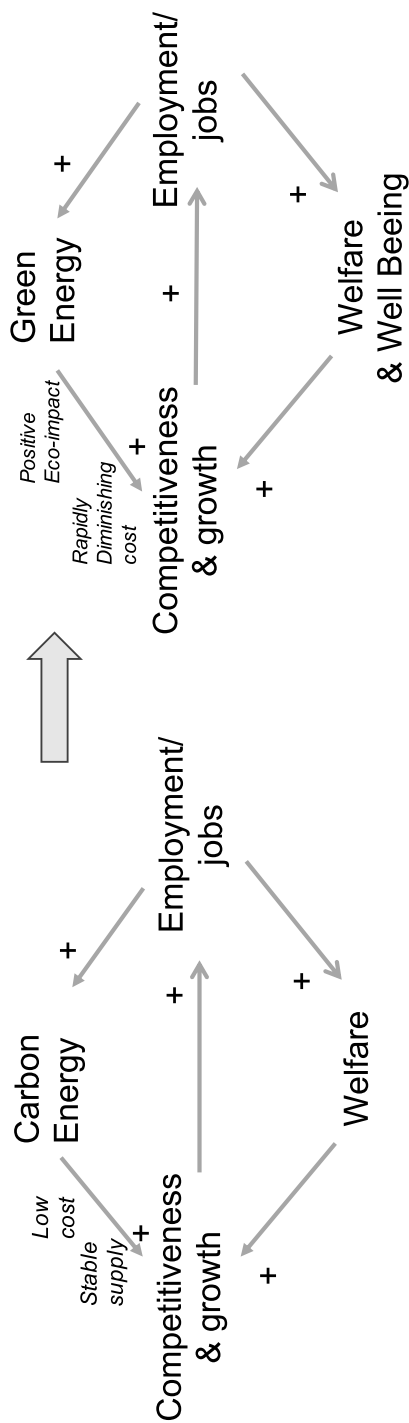 Carbon
Energy
Low
cost
Stable
supply
+
+
Competitiveness
& growth
+
Employment/
jobs
+
+
Welfare
Green
Energy
Positive
Eco-impact
Rapidly
Diminishing
cost
+
+
Competitiveness
& growth
+
Employment/
jobs
+
+
Welfare
& Well Beeing